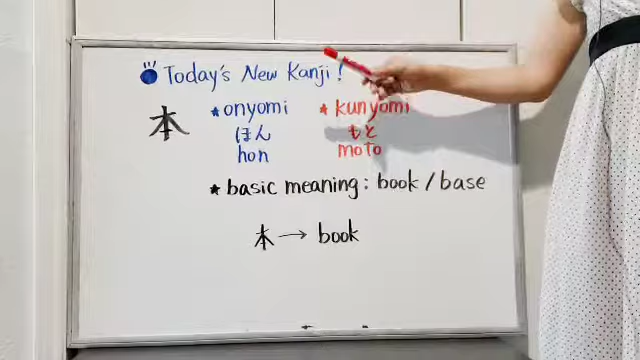 Today's New Kanji!
本
★onyomi ★kunyomi
ほん もと
hon moto
★basic meaning: book/base
本→book